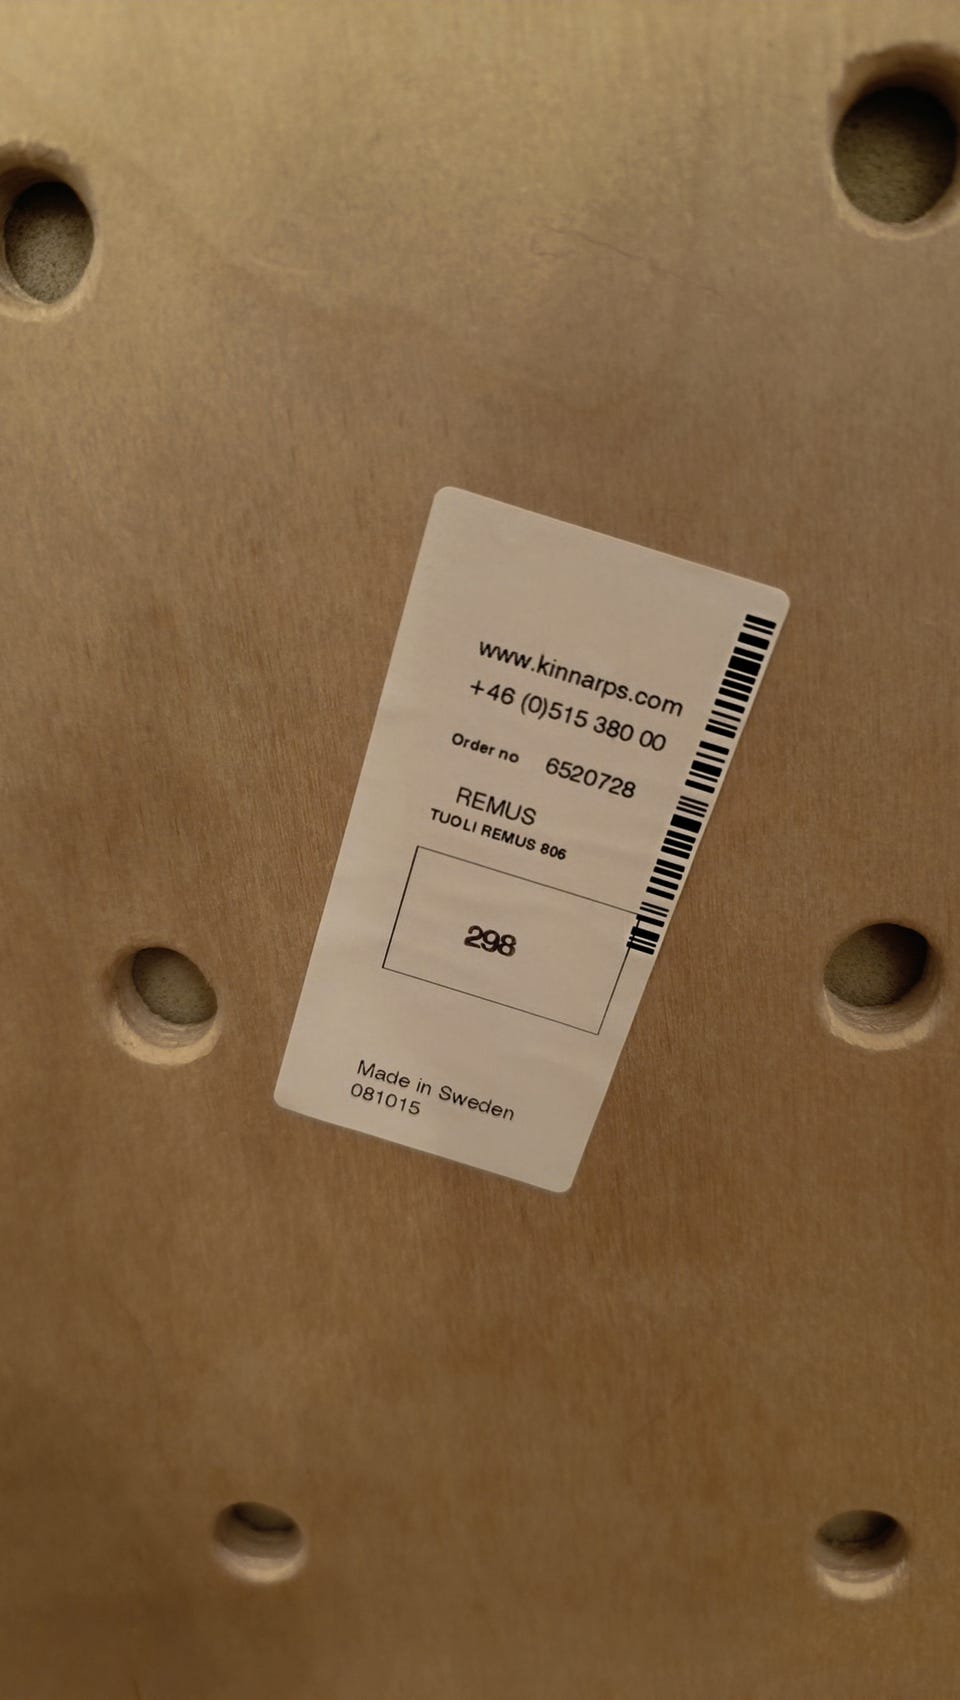 www.kinnarps.com
+46 (0)515 380 00
Order no 6520728
REMUS
TUOLI REMUS 806
298
Made in Sweden
081015